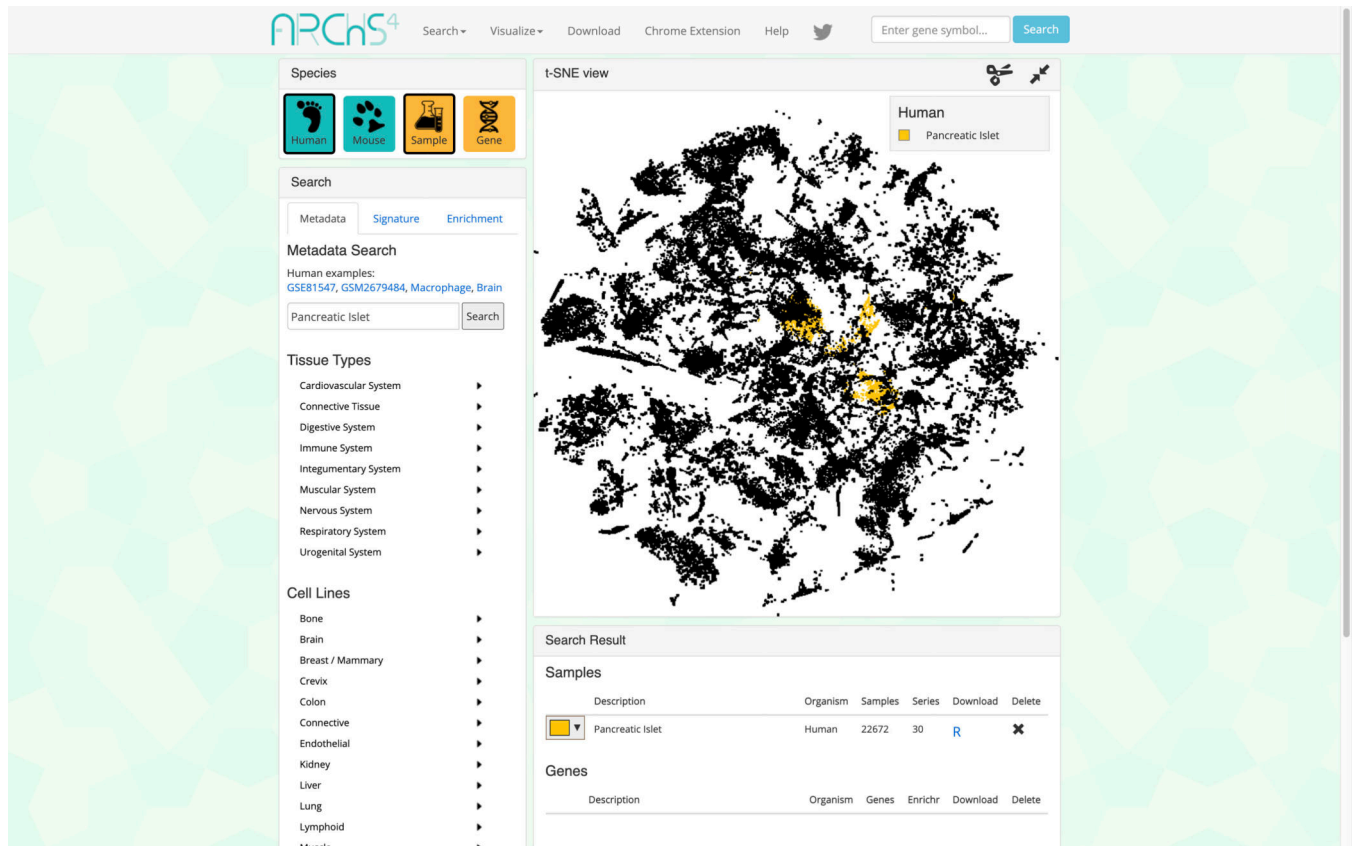 ARCHS4
Search Visualize Download Chrome Extension Help Enter gene symbol... Search
Species
Human Mouse Sample Gene
Search
Metadata Signature Enrichment
Metadata Search
Human examples:
GSE81547, GSM2679484, Macrophage, Brain
Pancreatic Islet Search
Tissue Types
Cardiovascular System
Connective Tissue
Digestive System
Immune System
Integumentary System
Muscular System
Nervous System
Respiratory System
Urogenital System
Cell Lines
Bone
Brain
Breast / Mammary
Crevix
Colon
Connective
Endothelial
Kidney
Liver
Lung
Lymphoid
t-SNE view
Human
Pancreatic Islet
Search Result
Samples
Description Organism Samples Series Download Delete
Pancreatic Islet Human 22672 30 R
Genes
Description Organism Genes Enrichr Download Delete